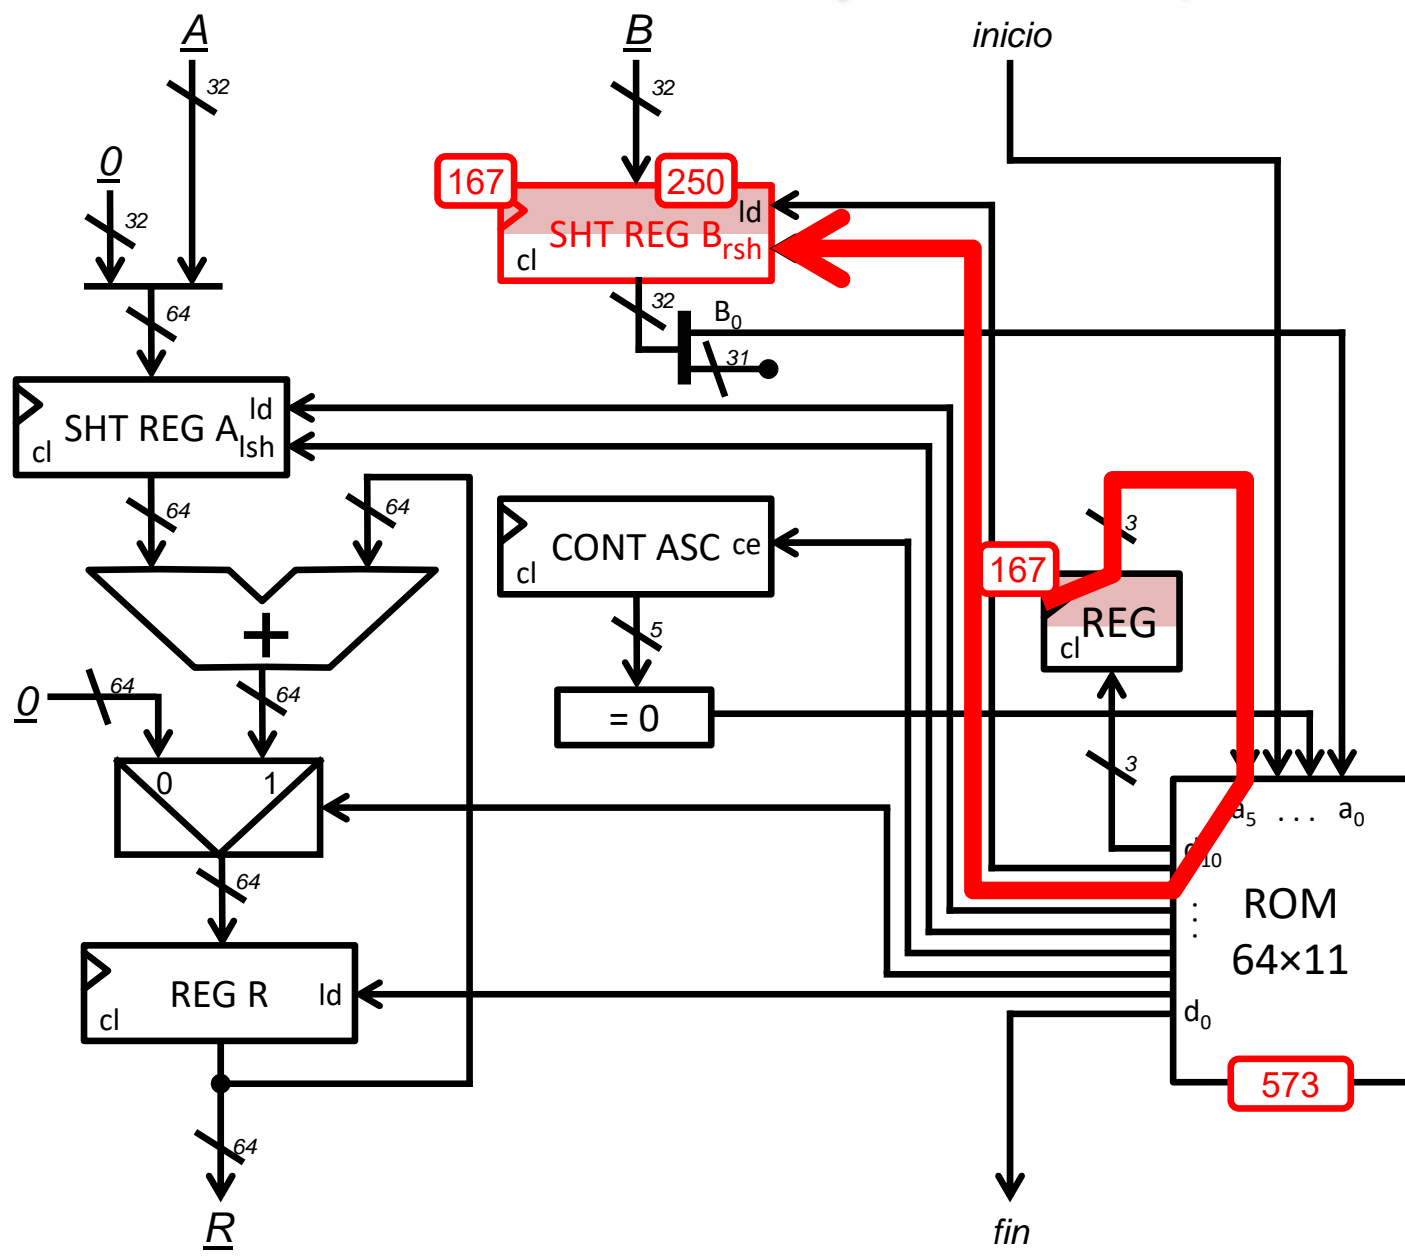 A
B
inicio
32
32
0
32
167
250
ld
SHT REG B rsh
cl
64
32
B0
31
SHT REG A
ld
lsh
cl
64
64
3
CONT ASC
ce
cl
167
REG
cl
+
5
0
64
64
= 0
3
0
1
a5 ... a0
d10
64
ROM
64×11
...
REG R
ld
cl
d0
573
64
R
fin